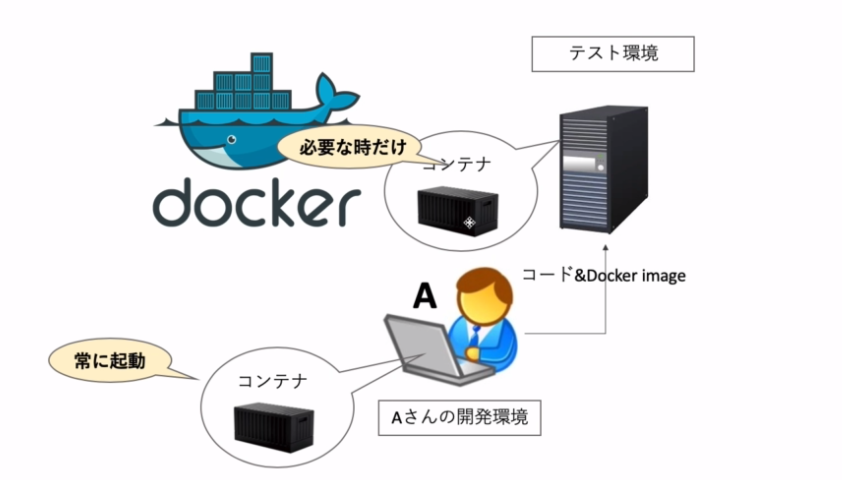 テスト環境
必要な時だけ
コンテナ
docker
コード&Docker image
A
常に起動
コンテナ
Aさんの開発環境